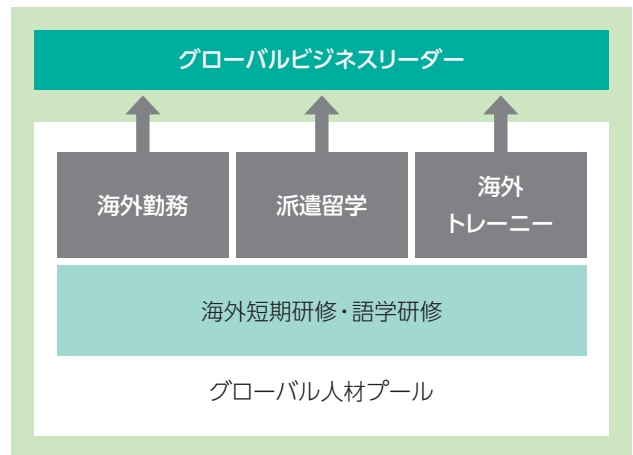 グローバルビジネスリーダー
海外勤務
派遣留学
海外
トレーニー
海外短期研修・語学研修
グローバル人材プール